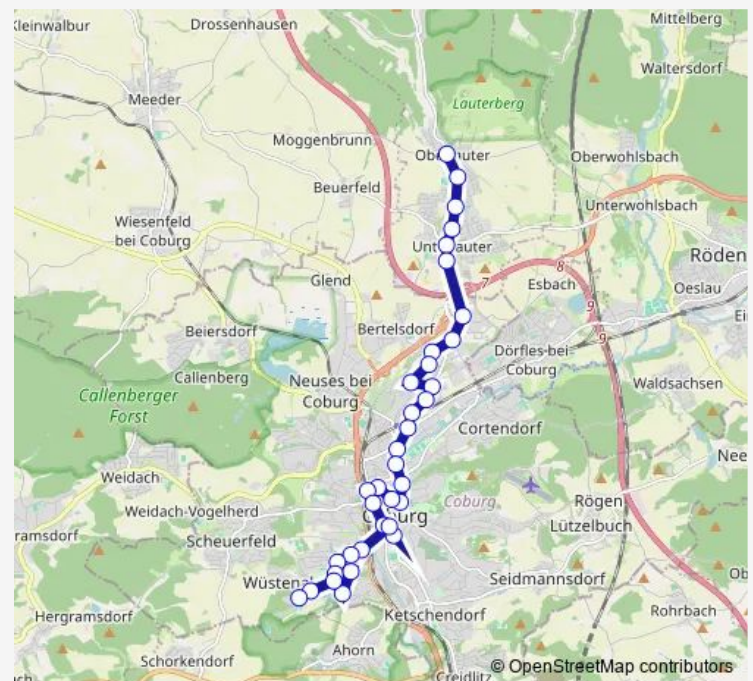 Kleinwalbur
Drossenhausen
Mittelberg
Waltersdorf
Meeder
Lauterberg
Moggenbrunn
Oberwohlsbach
Beuerfeld
Unterwohlsbach
Wiesenfeld
bei Coburg
Röden
Glend
7
8
Esbach
Oeslau
9
Beiersdorf
Bertelsdorf
9
Dörfles-bei
Coburg
Callenberg
Neuses bei
Coburg
Waldsachsen
Callenberger
Forst
Cortendorf
Weidach
Coburg
Rögen
Weidach-Vogelherd
Lützelbuch
Scheuerfeld
Seidmannsdorf
Hergramsdorf
Ketschendorf
Rohrbach
Ahorn
Schorkendorf
Creidlitz
© OpenStreetMap contributors